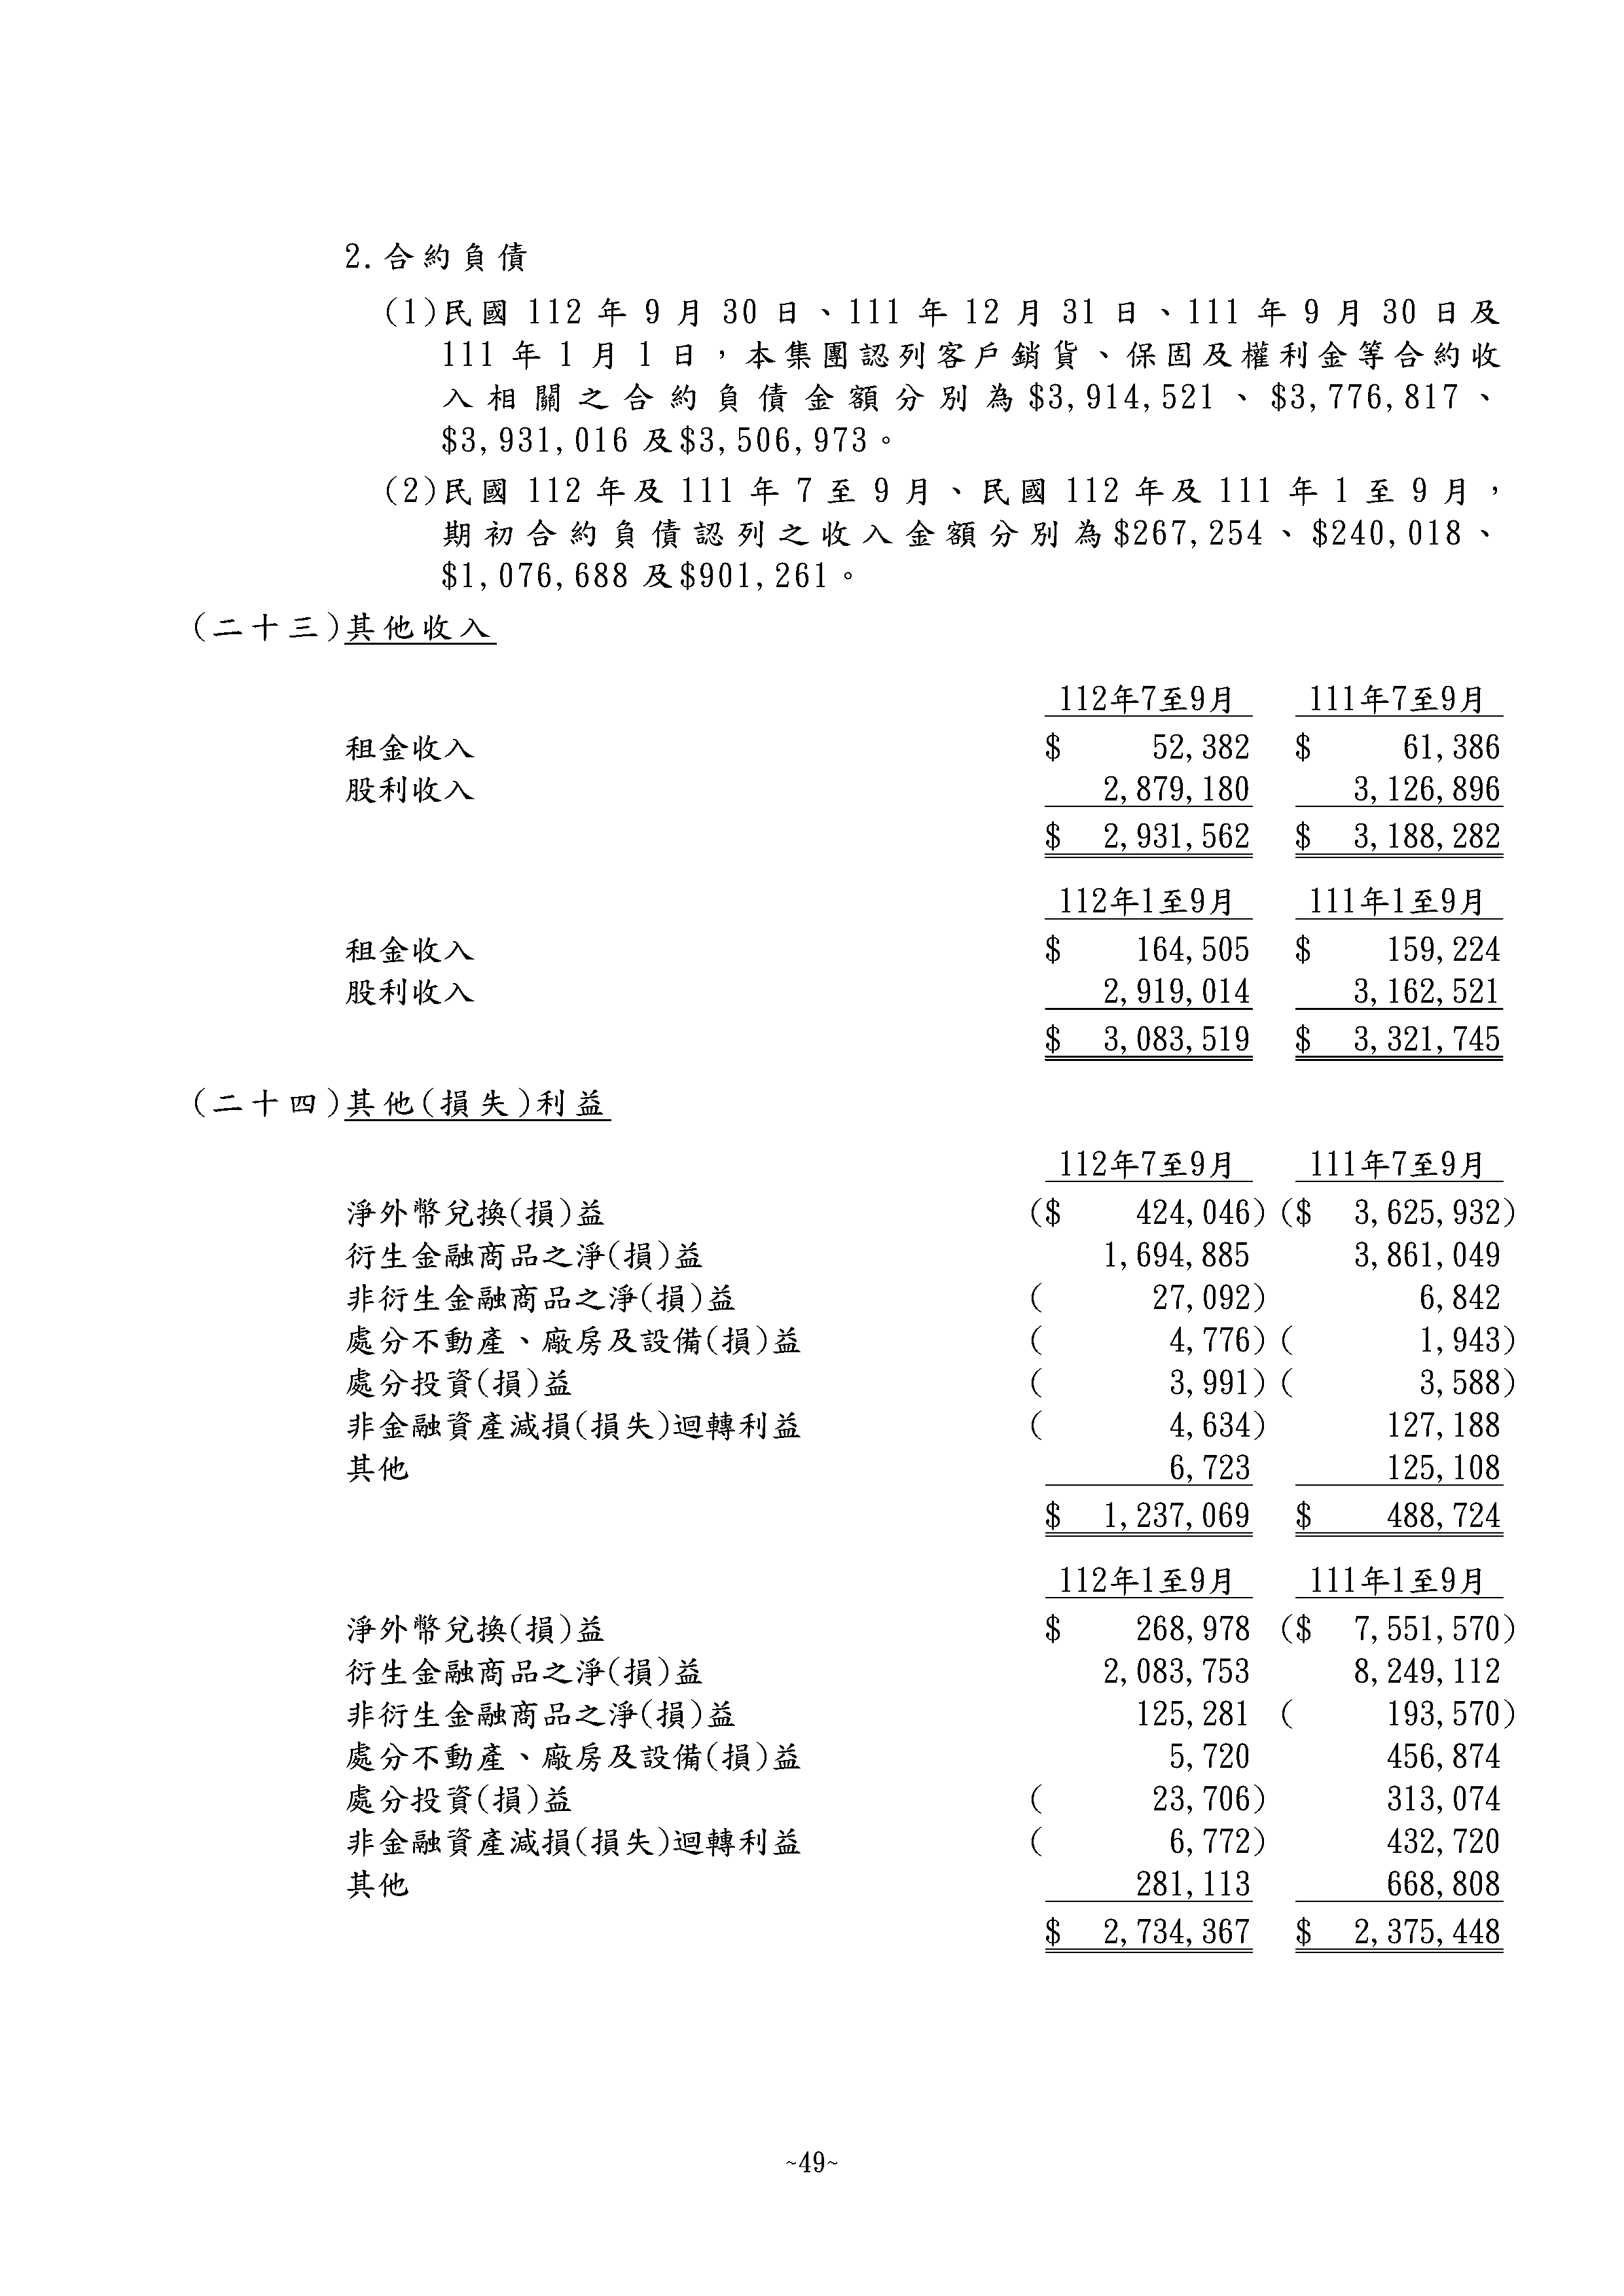 2.合約負債
(1)民國 112 年 9 月 30 日、111 年 12 月 31 日、111 年 9 月 30 日及
111 年 1 月 1 日，本集團認列客戶銷貨、保固及權利金等合約收
入相關之合約負債金額分別為$3,914,521、$3,776,817、
$3,931,016 及$3,506,973。
(2)民國 112 年及 111 年 7 至 9 月、民國 112 年及 111 年 1 至 9 月，
期初合約負債認列之收入金額分別為$267,254、$240,018、
$1,076,688 及$901,261。
(二十三)其他收入
112年7至9月 111年7至9月
租金收入 $ 52,382 $ 61,386
股利收入 2,879,180 3,126,896
$ 2,931,562 $ 3,188,282
112年1至9月 111年1至9月
租金收入 $ 164,505 $ 159,224
股利收入 2,919,014 3,162,521
$ 3,083,519 $ 3,321,745
(二十四)其他(損失)利益
112年7至9月 111年7至9月
淨外幣兌換(損)益 ($ 424,046) ($ 3,625,932)
衍生金融商品之淨(損)益 1,694,885 3,861,049
非衍生金融商品之淨(損)益 ( 27,092) 6,842
處分不動產、廠房及設備(損)益 ( 4,776) ( 1,943)
處分投資(損)益 ( 3,991) ( 3,588)
非金融資產減損(損失)迴轉利益 ( 4,634) 127,188
其他 6,723 125,108
$ 1,237,069 $ 488,724
112年1至9月 111年1至9月
淨外幣兌換(損)益 $ 268,978 ($ 7,551,570)
衍生金融商品之淨(損)益 2,083,753 8,249,112
非衍生金融商品之淨(損)益 125,281 ( 193,570)
處分不動產、廠房及設備(損)益 5,720 456,874
處分投資(損)益 ( 23,706) 313,074
非金融資產減損(損失)迴轉利益 ( 6,772) 432,720
其他 281,113 668,808
$ 2,734,367 $ 2,375,448
~49~